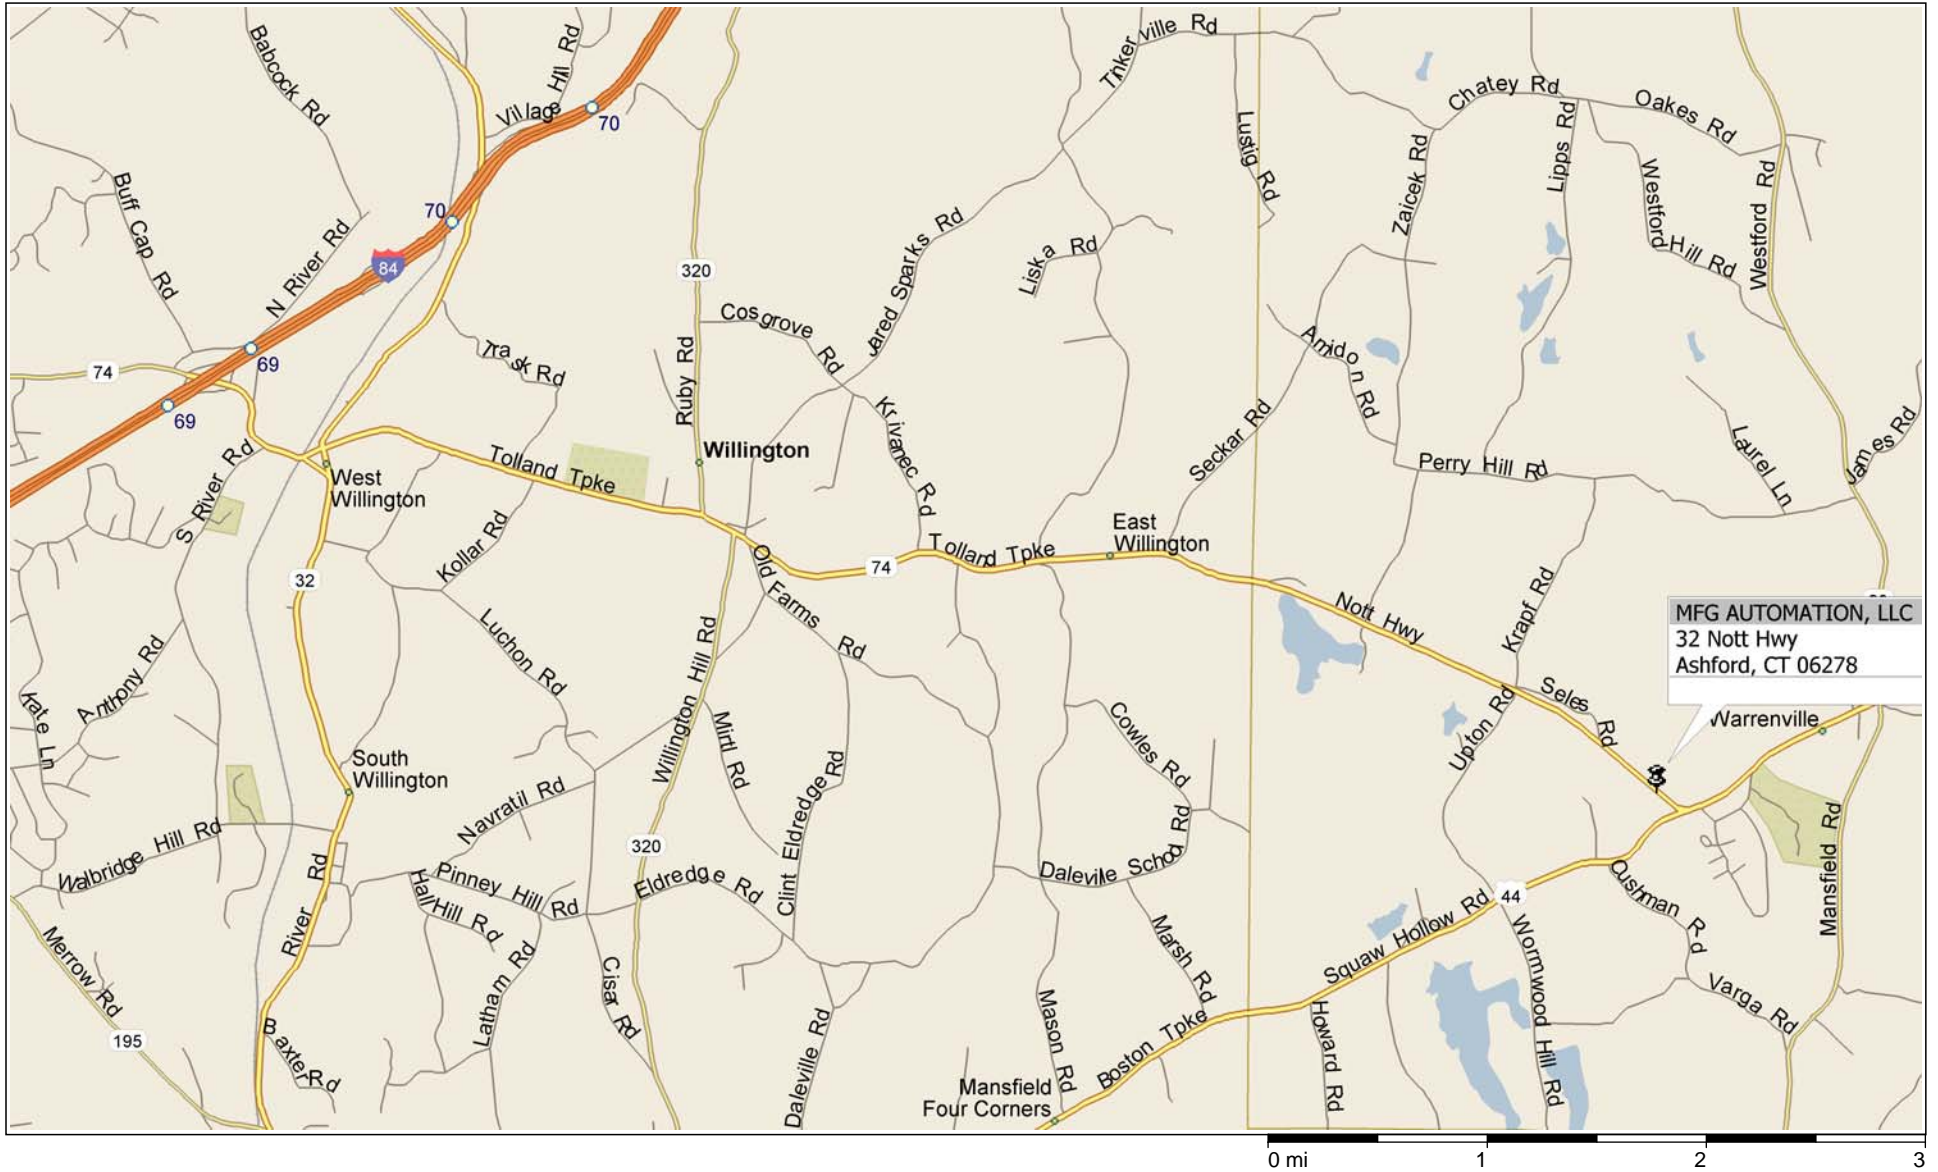 Babcock Rd
Village Hill Rd
70
70
Tinkerville Rd
Lustig Rd
Chatey Rd
Oakes Rd
Zaicek Rd
Lipps Rd
Westford Hill Rd
Westford Rd
Buff Cap Rd
N River Rd
84
320
Jared Sparks Rd
Liska Rd
Cosgrove Rd
Trask Rd
Ruby Rd
Amido n Rd
74
69
69
Krivanec Rd
Seckar Rd
Laurel Ln
James Rd
Willington
Tolland Tpke
Perry Hill Rd
S River Rd
West
Willington
Kollar Rd
East
Willington
Tolland Tpke
74
32
Old Farms Rd
Nott Hwy
Krapf Rd
MFG AUTOMATION, LLC
32 Nott Hwy
Ashford, CT 06278
Warrenville
Luchon Rd
Willington Hill Rd
Anthony Rd
Kate Ln
Mirtl Rd
Cowles Rd
Upton Rd
Seles Rd
South
Willington
Clint Eldredge Rd
Navratil Rd
Walbridge Hill Rd
320
Daleville School Rd
Mansfield Rd
Pinney Hill Rd
Hall Hill Rd
Eldredge Rd
River Rd
44
Cushman Rd
Squaw Hollow Rd
Marsh Rd
Wormwood Hill Rd
Varga Rd
Merrow Rd
Latham Rd
Cisar Rd
Daleville Rd
Mason Rd
Boston Tpke
Howard Rd
195
Baxter Rd
Mansfield
Four Corners
0 mi 1 2 3